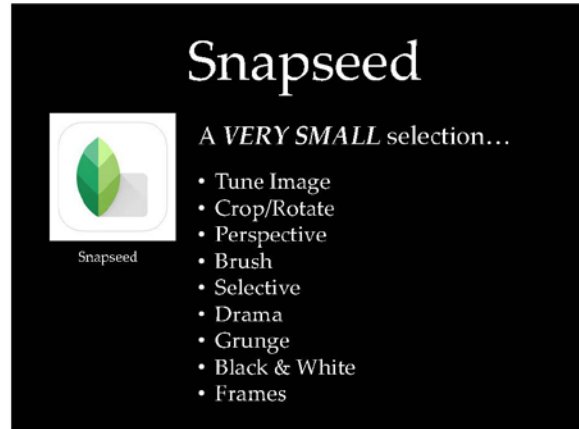 Snapseed
A VERY SMALL selection…
Snapseed
• Tune Image
• Crop/Rotate
• Perspective
• Brush
• Selective
• Drama
• Grunge
• Black & White
• Frames